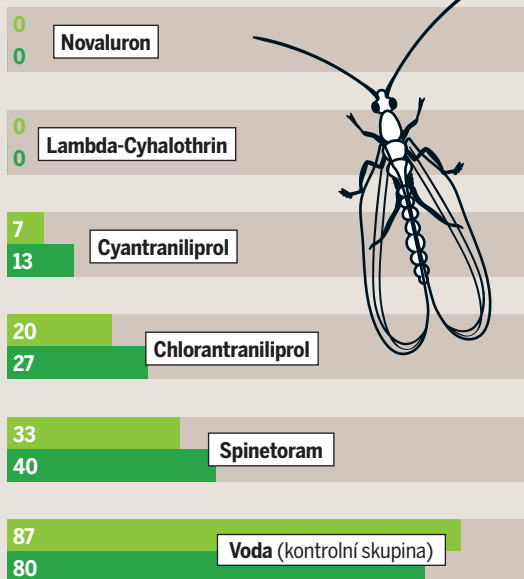 0
0
Novaluron
0
0
Lambda-Cyhalothrin
7
13
Cyantraniliprol
20
27
Chlorantraniliprol
33
40
Spinetoram
87
80
Voda (kontrolní skupina)